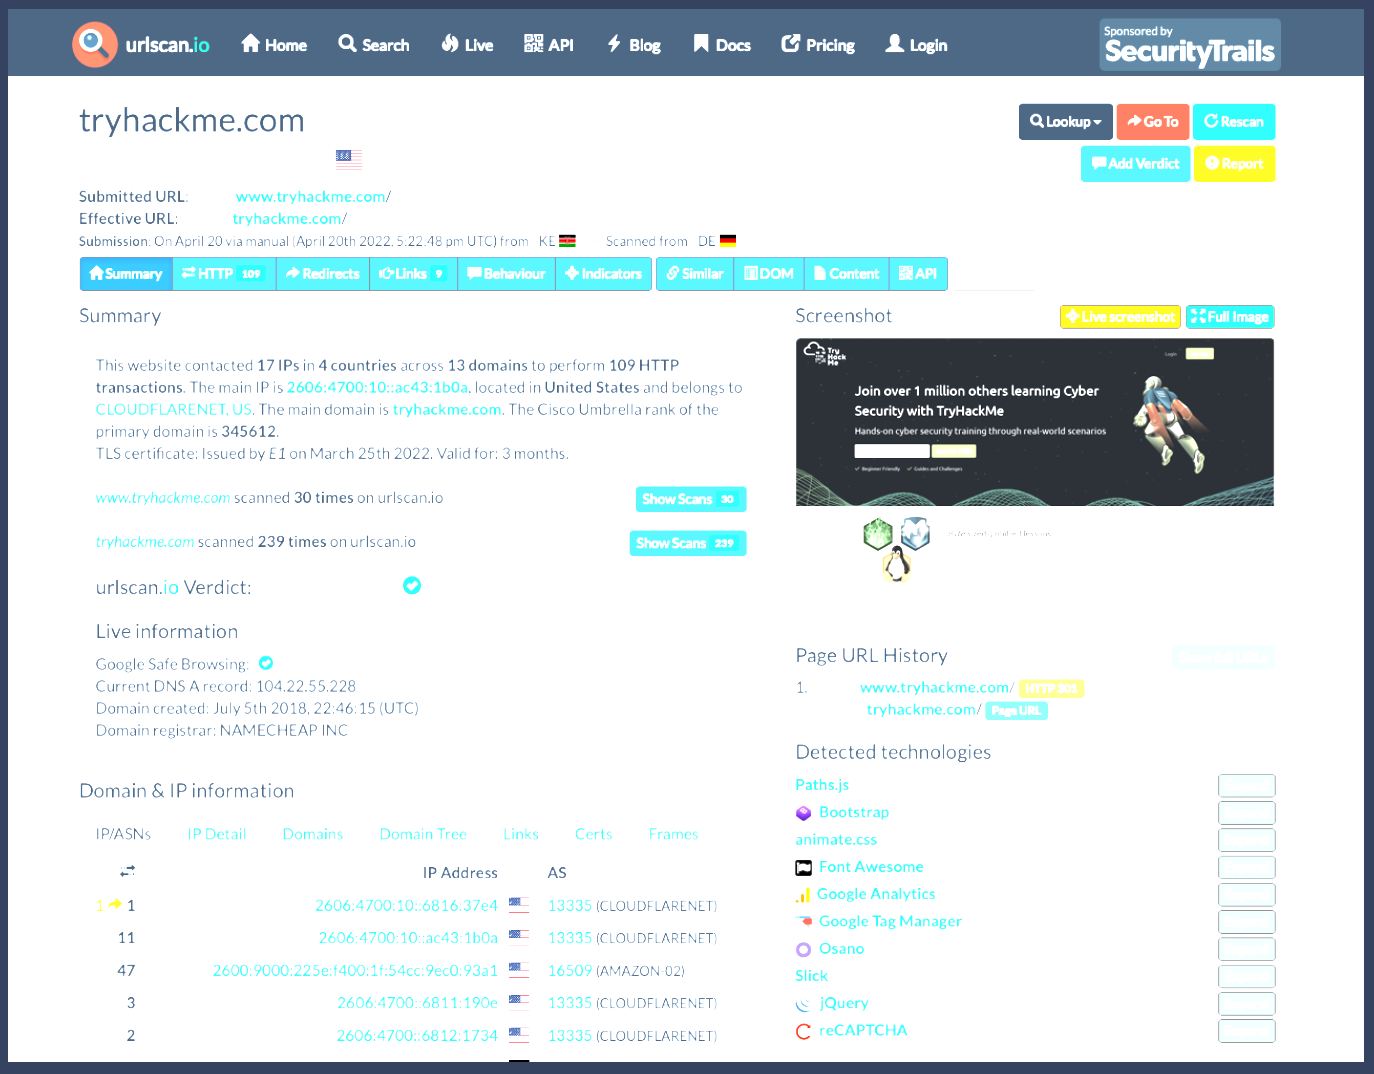 urlscan.io Home Search Live API Blog Docs Pricing Login Sponsored by SecurityTrails
tryhackme.com
Lookup Go To Rescan
Add Verdict Report
Submitted URL: www.tryhackme.com/
Effective URL: tryhackme.com/
Submission: On April 20 via manual (April 20th 2022, 5:22:48 pm UTC) from KE Scanned from DE
Summary HTTP 109 Redirects Links 9 Behaviour Indicators Similar DOM Content API
Summary
This website contacted 17 IPs in 4 countries across 13 domains to perform 109 HTTP
transactions. The main IP is 2606:4700:10::ac43:1b0a, located in United States and belongs to
CLOUDFLARENET, US. The main domain is tryhackme.com. The Cisco Umbrella rank of the
primary domain is 345612.
TLS certificate: Issued by E1 on March 25th 2022. Valid for: 3 months.
www.tryhackme.com scanned 30 times on urlscan.io Show Scans 30
tryhackme.com scanned 239 times on urlscan.io Show Scans 239
urlscan.io Verdict:
Live information
Google Safe Browsing:
Current DNS A record: 104.22.55.228
Domain created: July 5th 2018, 22:46:15 (UTC)
Domain registrar: NAMECHEAP INC
Domain & IP information
IP/ASNs IP Detail Domains Domain Tree Links Certs Frames
IP Address AS
1 1 2606:4700:10::6816:37e4 13335 (CLOUDFLARENET)
11 2606:4700:10::ac43:1b0a 13335 (CLOUDFLARENET)
47 2600:9000:225e:f400:1f:54cc:9ec0:93a1 16509 (AMAZON-02)
3 2606:4700::6811:190e 13335 (CLOUDFLARENET)
2 2606:4700::6812:1734 13335 (CLOUDFLARENET)
Screenshot Live screenshot Full Image
Try
Hack
Me
Login
Join over 1 million others learning Cyber
Security with TryHackMe
Hands-on cyber security training through real-world scenarios
Beginner Friendly Guides and Challenges
Page URL History
1. www.tryhackme.com/ HTTP 301
tryhackme.com/ Page URL
Detected technologies
Paths.js
Bootstrap
animate.css
Font Awesome
Google Analytics
Google Tag Manager
Osano
Slick
jQuery
reCAPTCHA